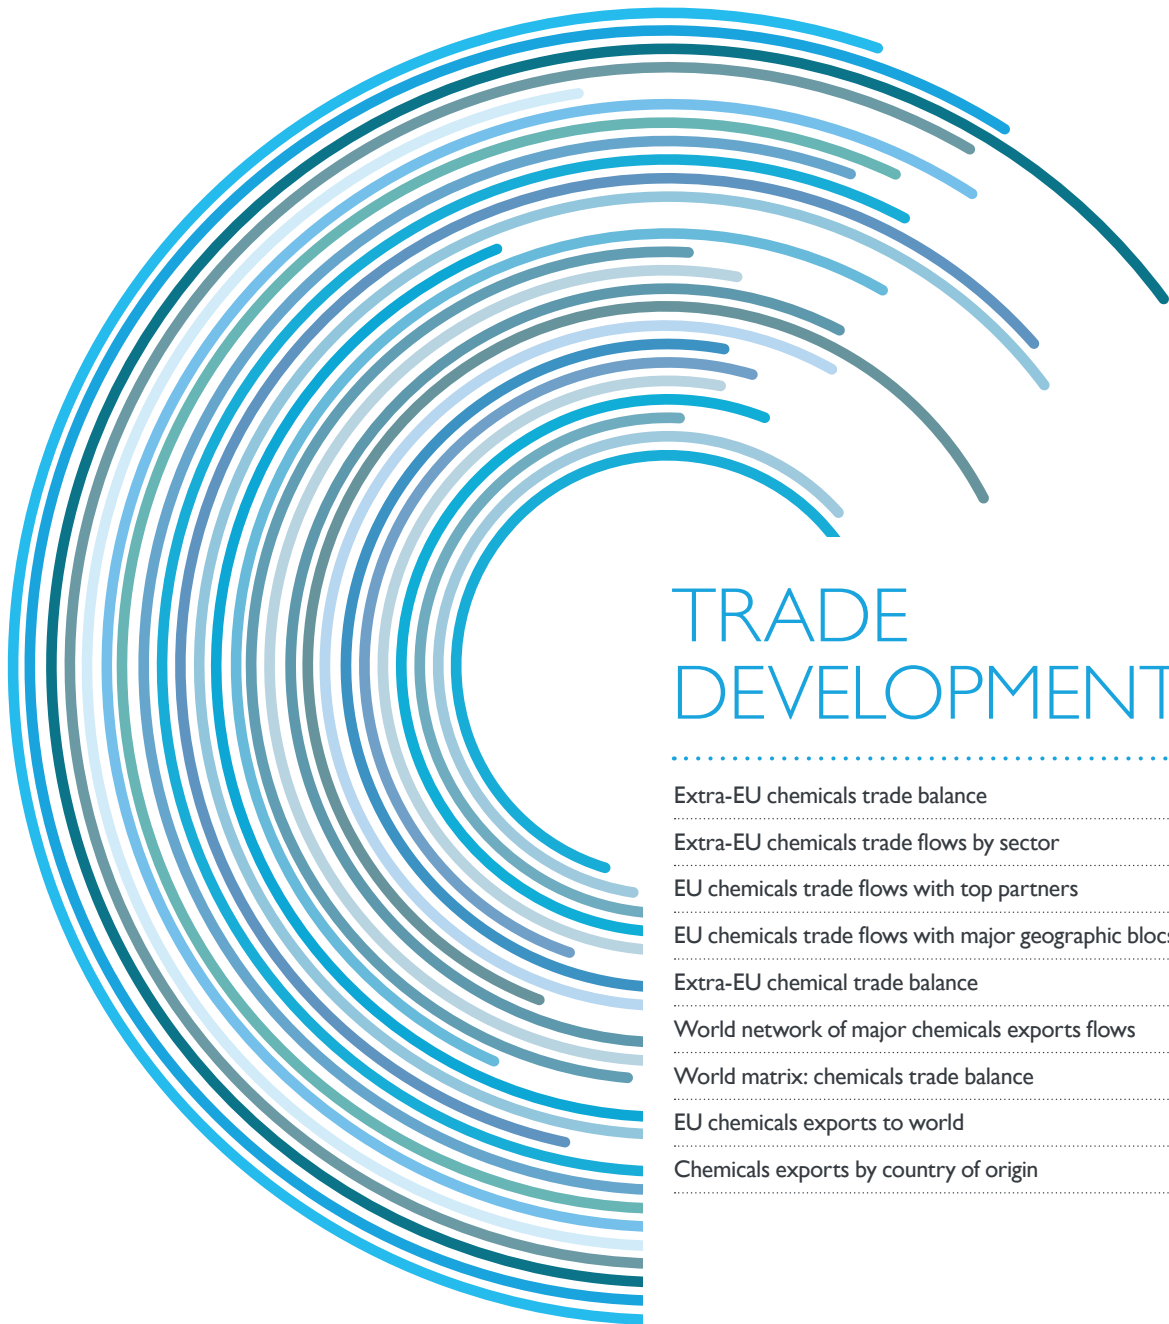 TRADE
DEVELOPMENT
Extra-EU chemicals trade balance
Extra-EU chemicals trade flows by sector
EU chemicals trade flows with top partners
EU chemicals trade flows with major geographic blocs
Extra-EU chemical trade balance
World network of major chemicals exports flows
World matrix: chemicals trade balance
EU chemicals exports to world
Chemicals exports by country of origin